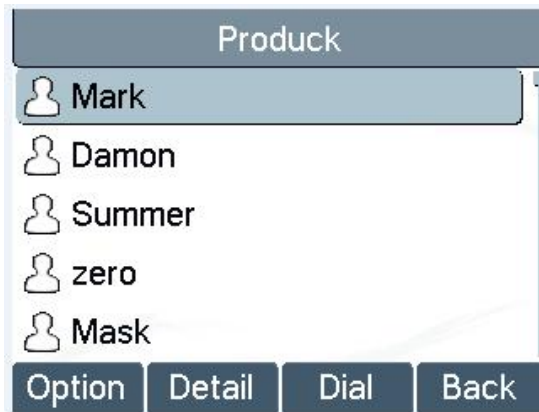 Produck
Mark
Damon
Summer
zero
Mask
Option Detail Dial Back